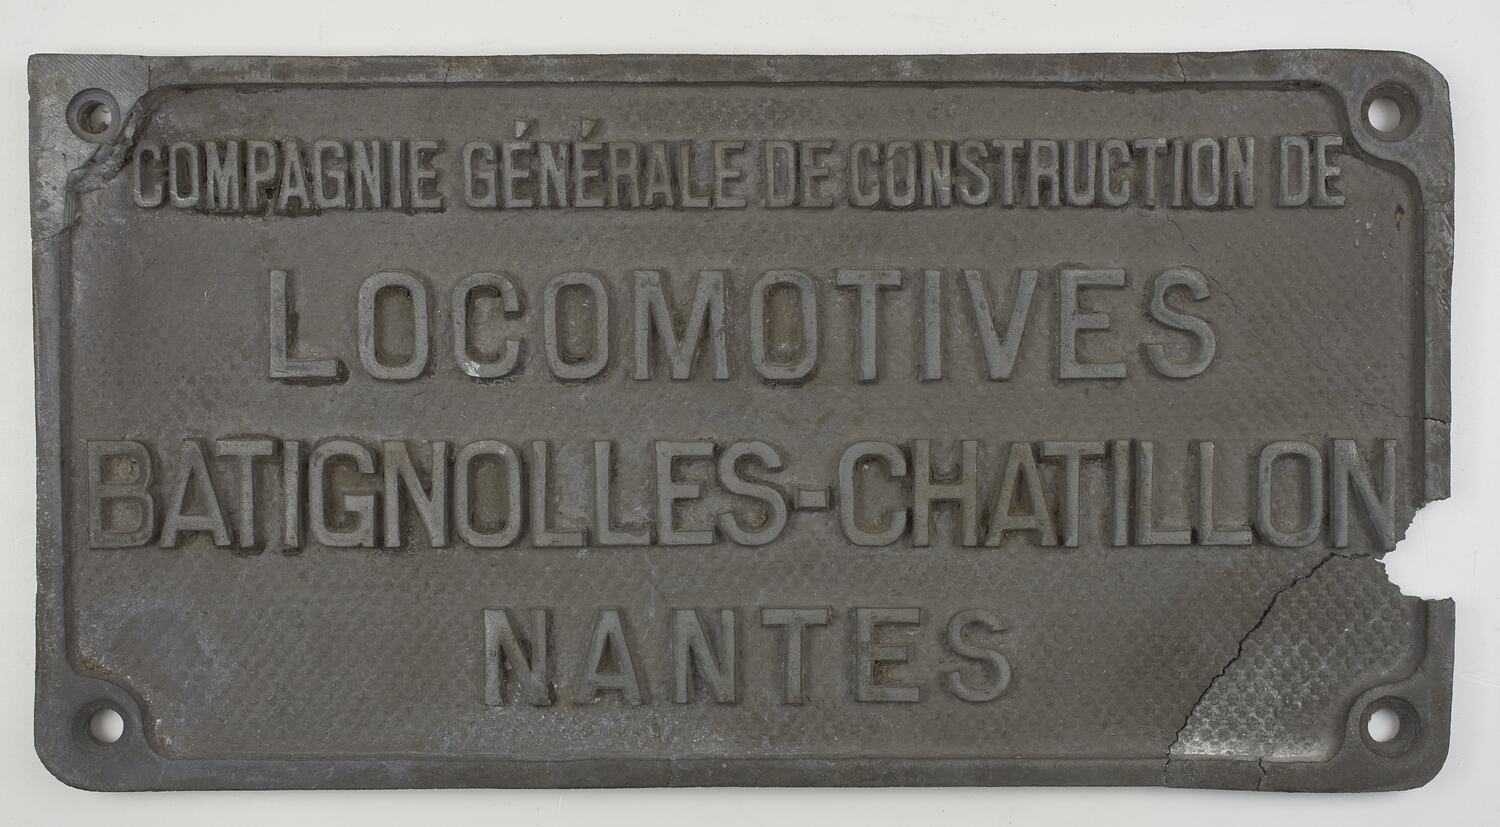 COMPAGNIE GÉNÉRALE DE CONSTRUCTION DE
LOCOMOTIVES
BATIGNOLLES-CHATILLON
NANTES